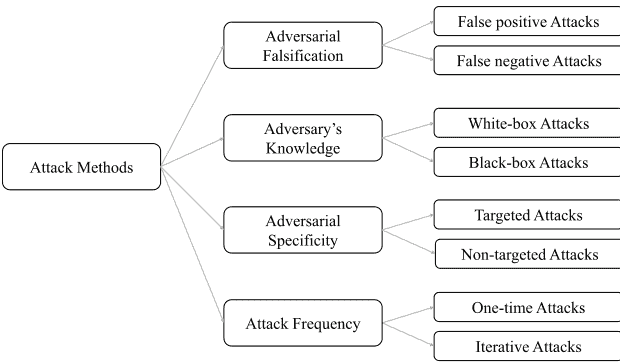 Attack Methods
Adversarial
Falsification
False positive Attacks
False negative Attacks
Adversary’s
Knowledge
White-box Attacks
Black-box Attacks
Adversarial
Specificity
Targeted Attacks
Non-targeted Attacks
Attack Frequency
One-time Attacks
Iterative Attacks